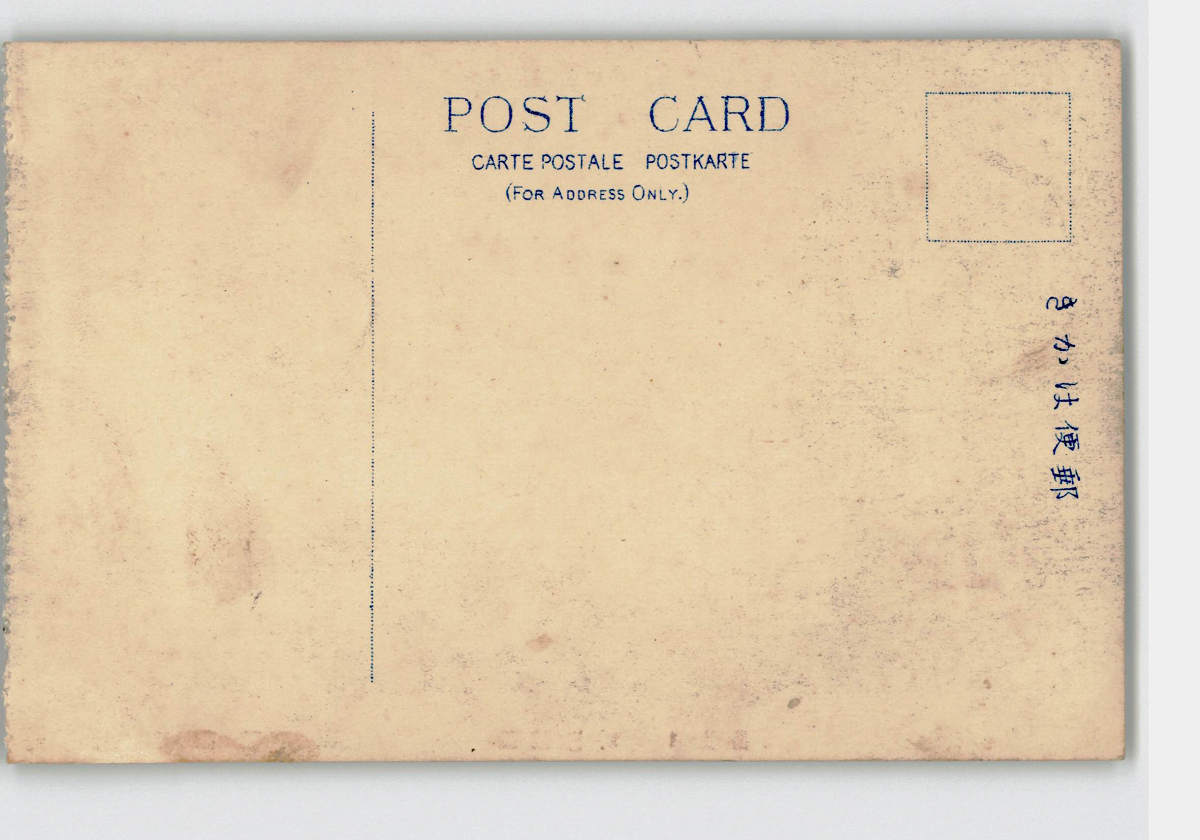 POST CARD
CARTE POSTALE POSTKARTE
(FOR ADDRESS ONLY.)
郵便はかき